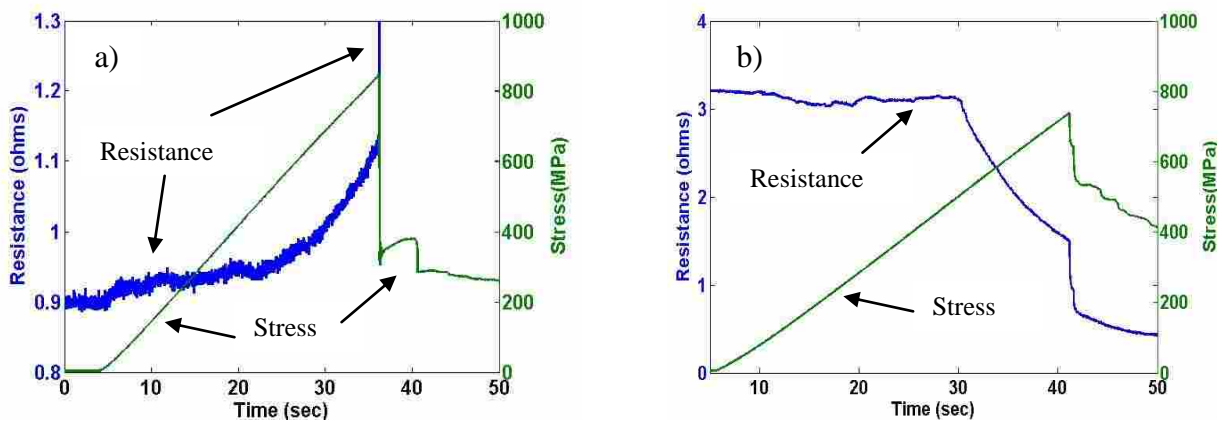 a)
Resistance (ohms)
1.3
1.2
1.1
1
0.9
0.8
Resistance
Stress
1000
800
600
400
200
0
Stress(MPa)
0 10 20 30 40 50
Time (sec)
b)
Resistance (ohms)
4
3
2
1
0
Resistance
Stress
1000
800
600
400
200
0
Stress(MPa)
10 20 30 40 50
Time (sec)